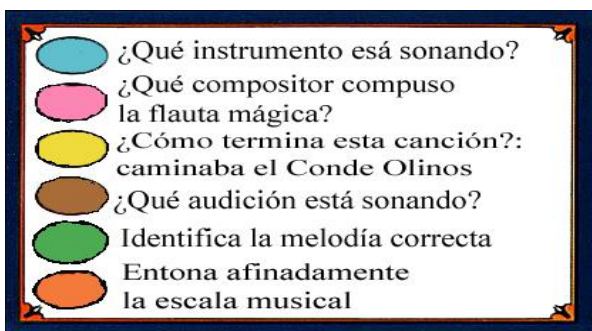 ¿Qué instrumento esá sonando?
¿Qué compositor compuso
la flauta mágica?
¿Cómo termina esta canción?:
caminaba el Conde Olinos
¿Qué audición está sonando?
Identifica la melodía correcta
Entona afinadamente
la escala musical